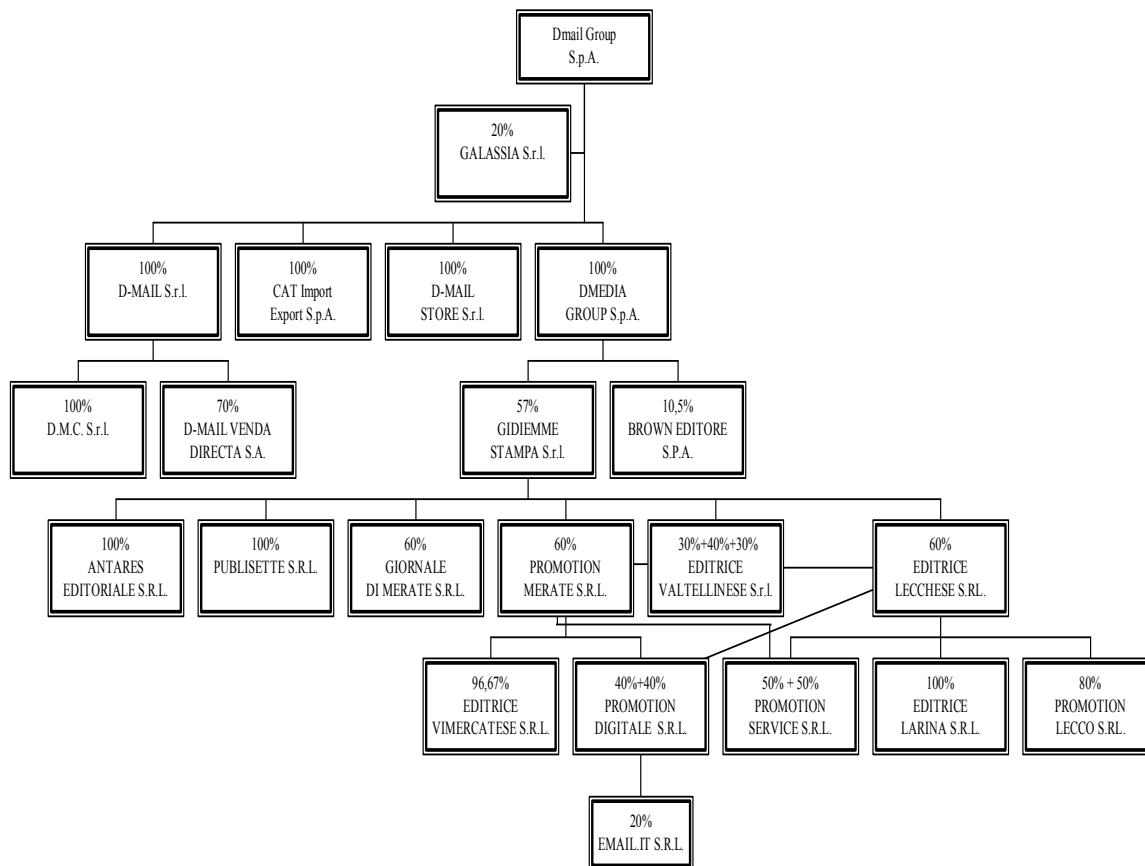 Dmail Group
S.p.A.
20%
GALASSIA S.r.l.
100%
D-MAIL S.r.l.
100%
CAT Import
Export S.p.A.
100%
D-MAIL
STORE S.r.l.
100%
DMEDIA
GROUP S.p.A.
100%
D.M.C. S.r.l.
70%
D-MAIL VENDA
DIRECTA S.A.
57%
GIDIEMME
STAMPA S.r.l.
10,5%
BROWN EDITORE
S.P.A.
100%
ANTARES
EDITORIALE S.R.L.
100%
PUBLISETTE S.R.L.
60%
GIORNALE
DI MERATE S.R.L.
60%
PROMOTION
MERATE S.R.L.
30%+40%+30%
EDITRICE
VALTELLINESE S.r.l.
60%
EDITRICE
LECCHESE S.RL.
96,67%
EDITRICE
VIMERCATESE S.R.L.
40%+40%
PROMOTION
DIGITALE S.R.L.
50% + 50%
PROMOTION
SERVICE S.R.L.
100%
EDITRICE
LARINA S.R.L.
80%
PROMOTION
LECCO S.RL.
20%
EMAIL.IT S.R.L.